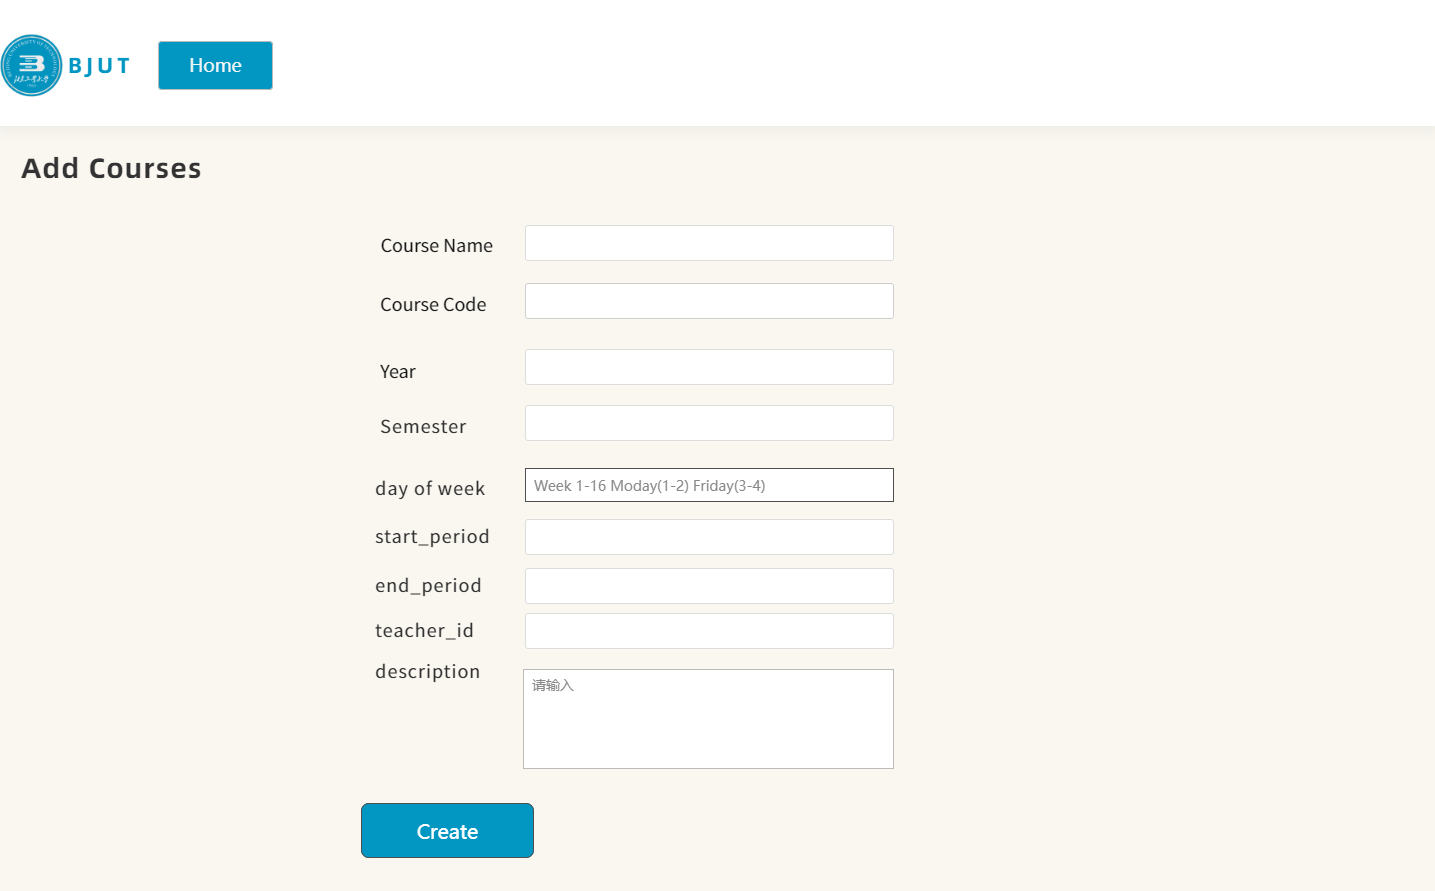 BJUT
Home
Add Courses
Course Name
Course Code
Year
Semester
day of week
Week 1-16 Moday(1-2) Friday(3-4)
start_period
end_period
teacher_id
description
请输入
Create